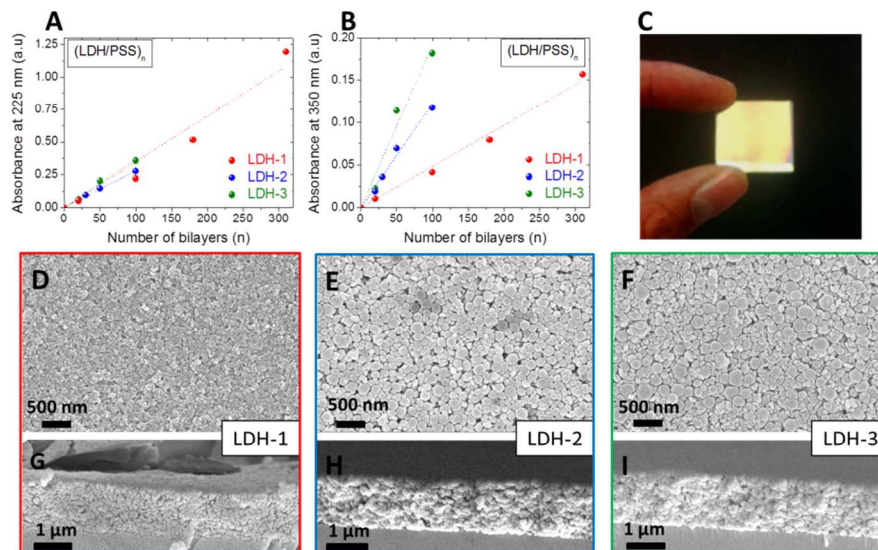 A
Absorbance at 225 nm (a.u)
1.25
1.00
0.75
0.50
0.25
0.00
(LDH/PSS)n
LDH-1
LDH-2
LDH-3
0 50 100 150 200 250 300
Number of bilayers (n)
B
Absorbance at 350 nm (a.u)
0.20
0.15
0.10
0.05
0.00
(LDH/PSS)n
LDH-1
LDH-2
LDH-3
0 50 100 150 200 250 300
Number of bilayers (n)
C
D
500 nm
LDH-1
E
500 nm
LDH-2
F
500 nm
LDH-3
G
1 µm
H
1 µm
I
1 µm